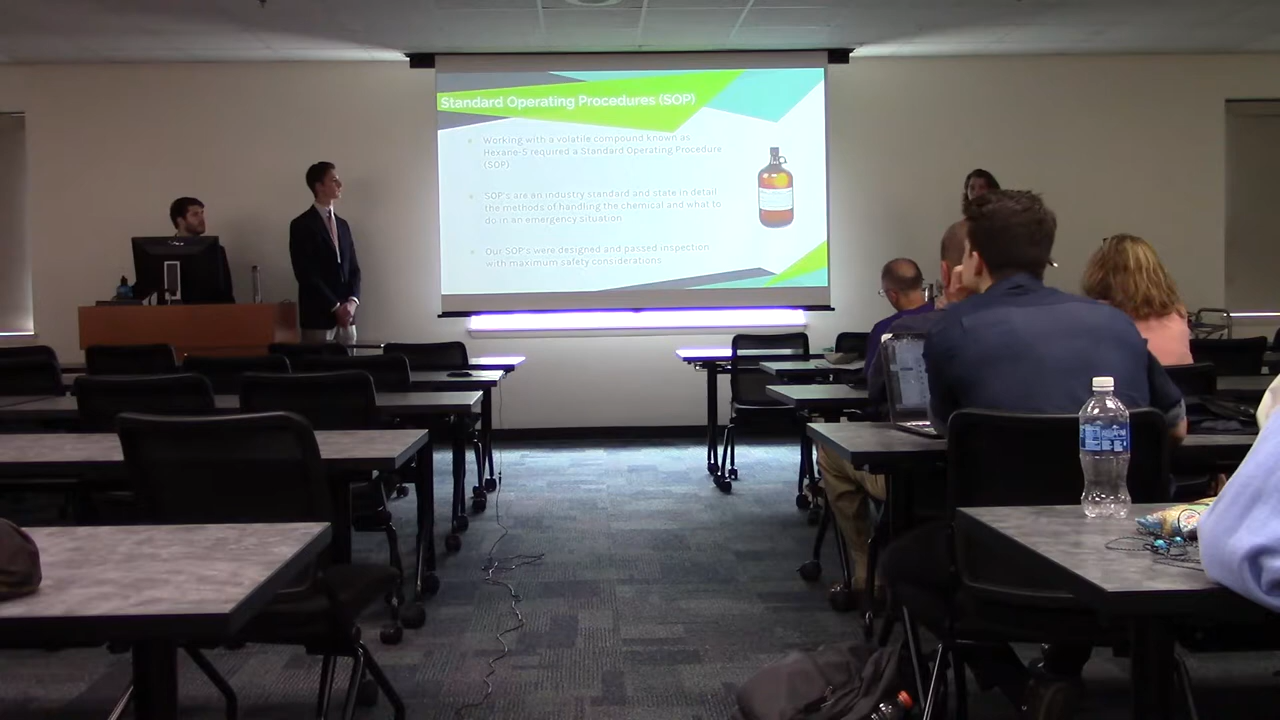 Standard Operating Procedures (SOP)
Working with a volatile compound known as
Hexane-S required a Standard Operating Procedure
(SOP)
SOP's are an industry standard and state in detail
the methods of handling the chemical and what to
do in an emergency situation
Our SOP's were designed and passed inspection
with maximum safety considerations